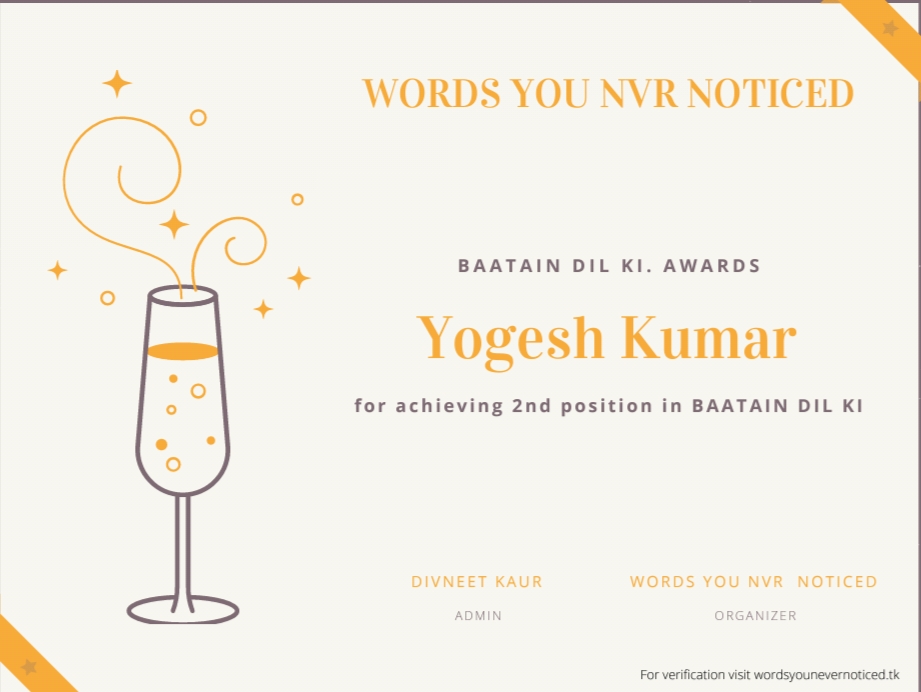 WORDS YOU NVR NOTICED
BAATAIN DIL KI. AWARDS
Yogesh Kumar
for achieving 2nd position in BAATAIN DIL KI
DIVNEET KAUR
ADMIN
WORDS YOU NVR  NOTICED
ORGANIZER
For verification visit wordsyounevernoticed.tk